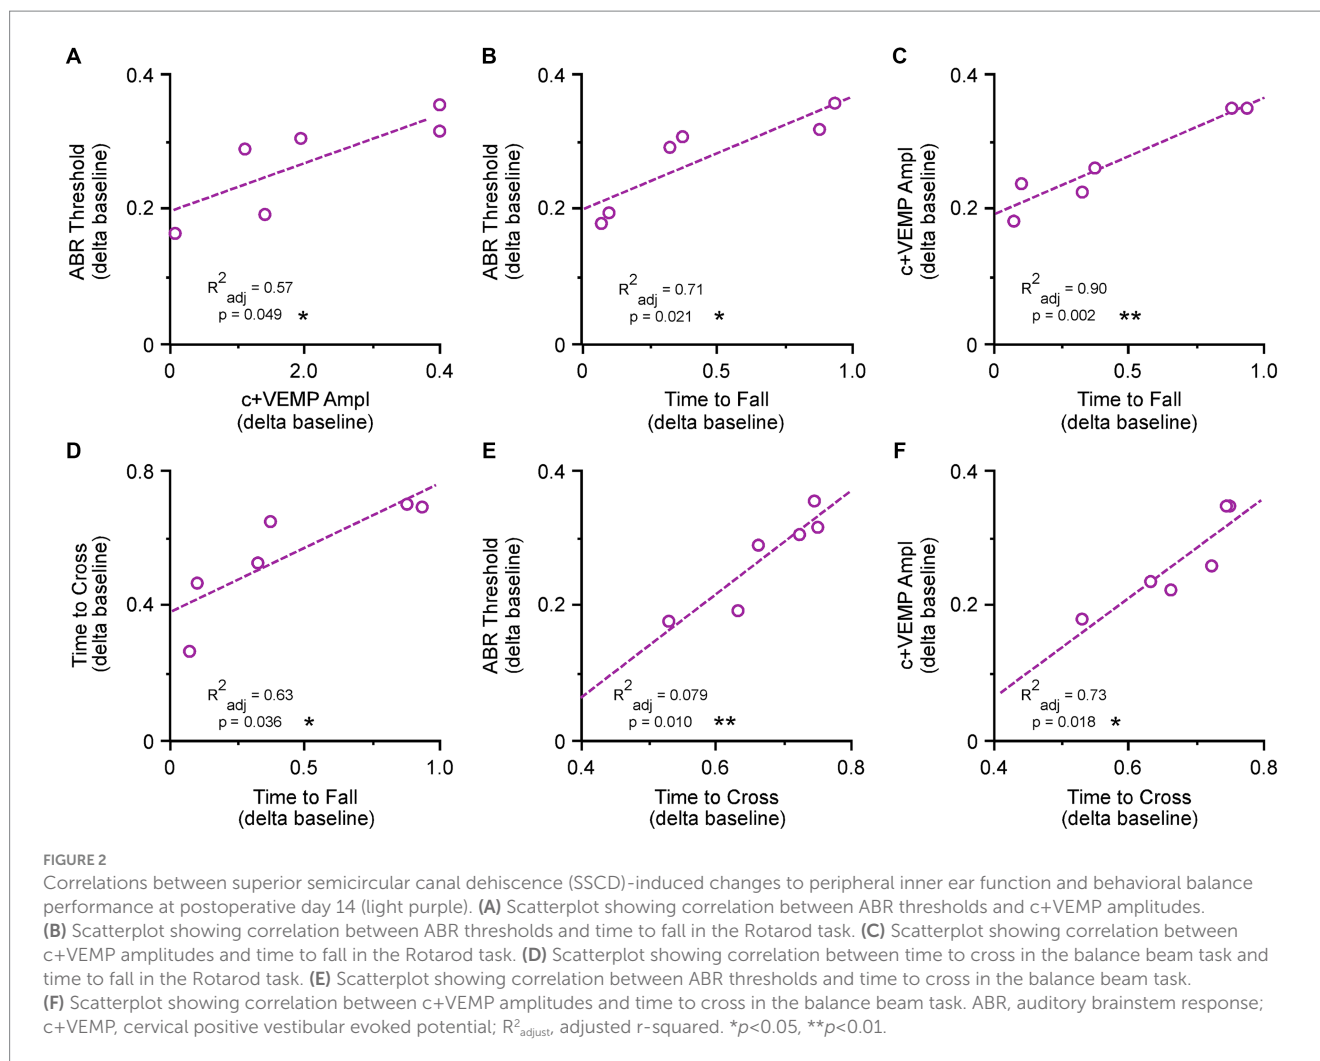 A
0.4
0.2
0
ABR Threshold
(delta baseline)
R2adj = 0.57
p = 0.049 *
0 2.0 0.4
c+VEMP Ampl
(delta baseline)
B
0.4
0.2
0
ABR Threshold
(delta baseline)
R2adj = 0.71
p = 0.021 *
0 0.5 1.0
Time to Fall
(delta baseline)
C
0.4
0.2
0
c+VEMP Ampl
(delta baseline)
R2adj = 0.90
p = 0.002 **
0 0.5 1.0
Time to Fall
(delta baseline)
D
0.8
0.4
0
Time to Cross
(delta baseline)
R2adj = 0.63
p = 0.036 *
0 0.5 1.0
Time to Fall
(delta baseline)
E
0.4
0.2
0
ABR Threshold
(delta baseline)
R2adj = 0.079
p = 0.010 **
0.4 0.6 0.8
Time to Cross
(delta baseline)
F
0.4
0.2
0
c+VEMP Ampl
(delta baseline)
R2adj = 0.73
p = 0.018 *
0.4 0.6 0.8
Time to Cross
(delta baseline)
FIGURE 2
Correlations between superior semicircular canal dehiscence (SSCD)-induced changes to peripheral inner ear function and behavioral balance
performance at postoperative day 14 (light purple). (A) Scatterplot showing correlation between ABR thresholds and c+VEMP amplitudes.
(B) Scatterplot showing correlation between ABR thresholds and time to fall in the Rotarod task. (C) Scatterplot showing correlation between
c+VEMP amplitudes and time to fall in the Rotarod task. (D) Scatterplot showing correlation between time to cross in the balance beam task and
time to fall in the Rotarod task. (E) Scatterplot showing correlation between ABR thresholds and time to cross in the balance beam task.
(F) Scatterplot showing correlation between c+VEMP amplitudes and time to cross in the balance beam task. ABR, auditory brainstem response;
c+VEMP, cervical positive vestibular evoked potential; R2adjust, adjusted r-squared. *p<0.05, **p<0.01.